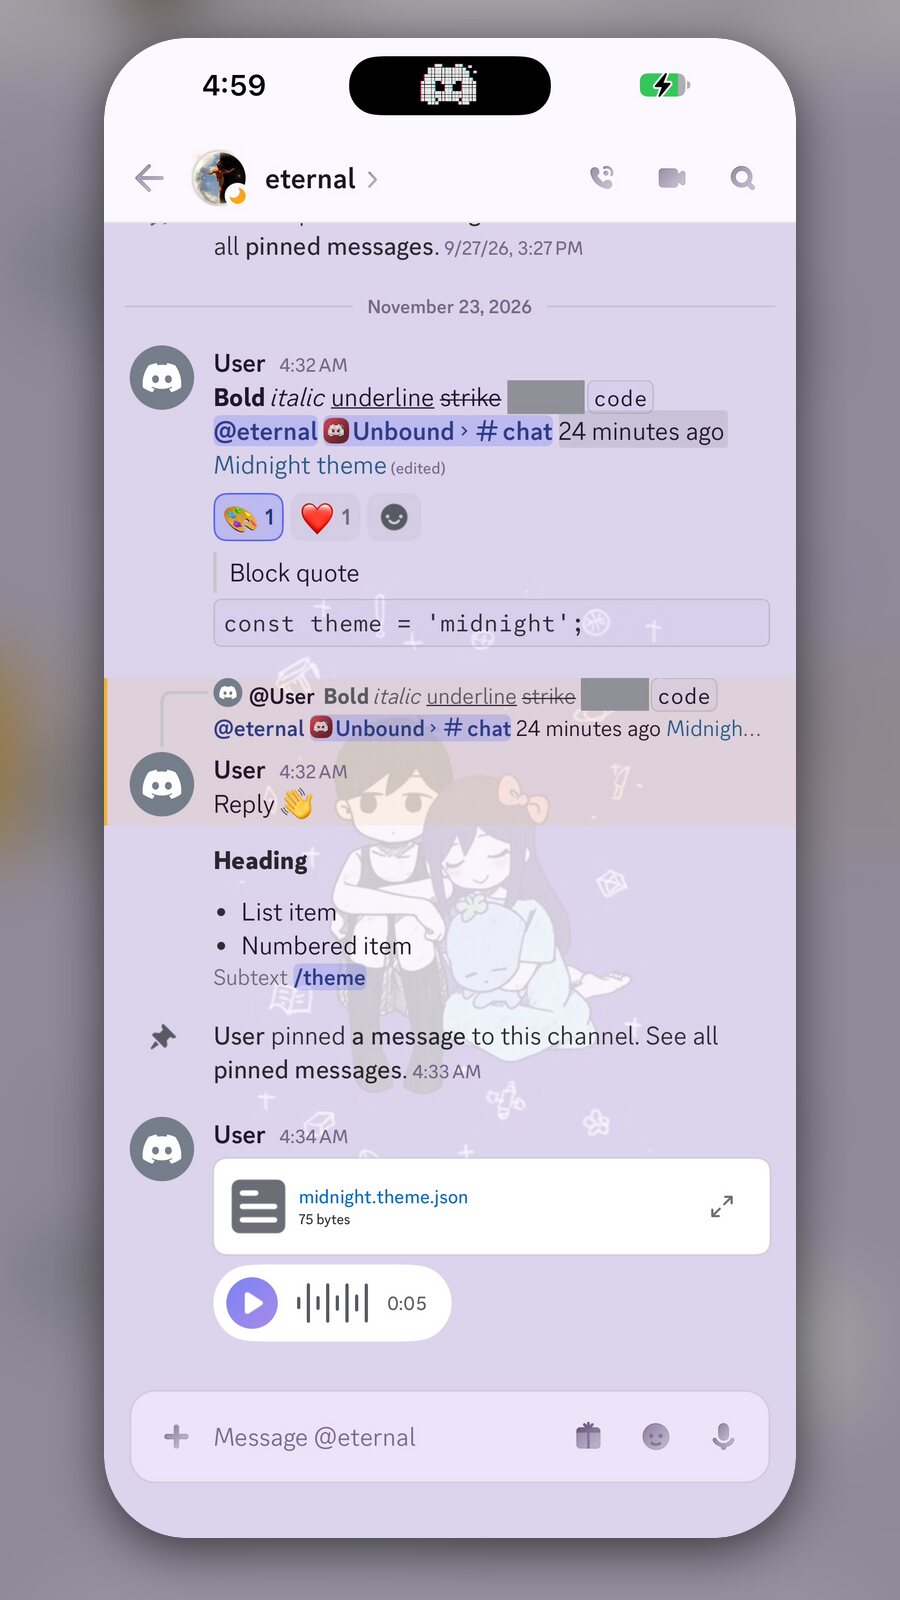 4:59
eternal
all pinned messages. 9/27/26, 3:27 PM
November 23, 2026
User 4:32 AM
Bold italic underline strike code
@eternal Unbound › # chat 24 minutes ago
Midnight theme (edited)
1 1
Block quote
const theme = 'midnight';
@User Bold italic underline strike code
@eternal Unbound › # chat 24 minutes ago Midnigh...
User 4:32 AM
Reply 👋
Heading
• List item
• Numbered item
Subtext /theme
User pinned a message to this channel. See all
pinned messages. 4:33 AM
User 4:34 AM
midnight.theme.json
75 bytes
0:05
Message @eternal